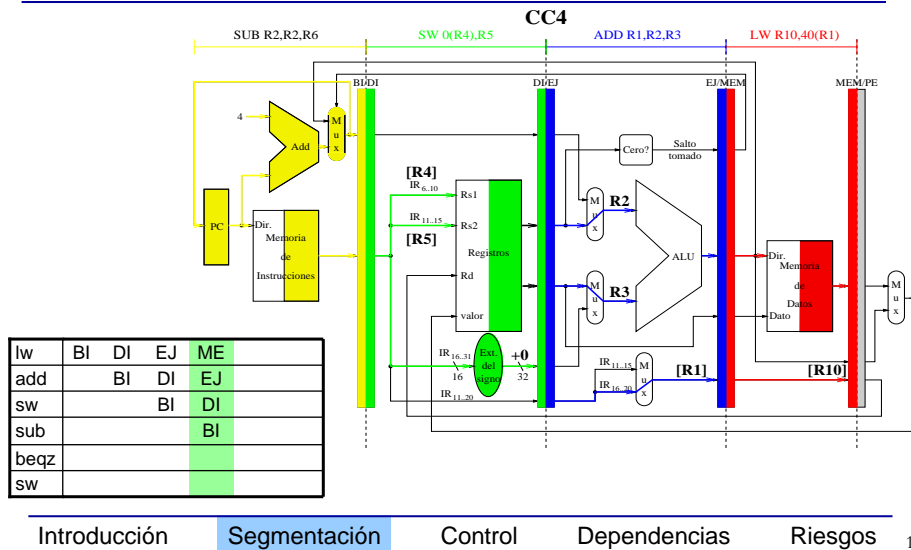 CC4
SUB R2,R2,R6
SW 0(R4),R5
ADD R1,R2,R3
LW R10,40(R1)
BI/DI
DI/EJ
EJ/MEM
MEM/PE
4
Add
M
u
x
Cero?
Salto
tomado
[R4]
IR6..10
Rs1
M
u
x
R2
PC
Dir.
Memoria
de
Instrucciones
IR11..15
Rs2
[R5]
Registros
Rd
valor
ALU
M
u
x
R3
Dir.
Memoria
de
Datos
Dato
M
u
x
IR16..31
16
Ext.
del
signo
+0
32
IR11..20
IR11..15
IR16..20
M
u
x
[R1]
[R10]
lw BI DI EJ ME
add BI DI EJ
sw BI DI
sub BI
beqz
sw
Introducción Segmentación Control Dependencias Riesgos 1